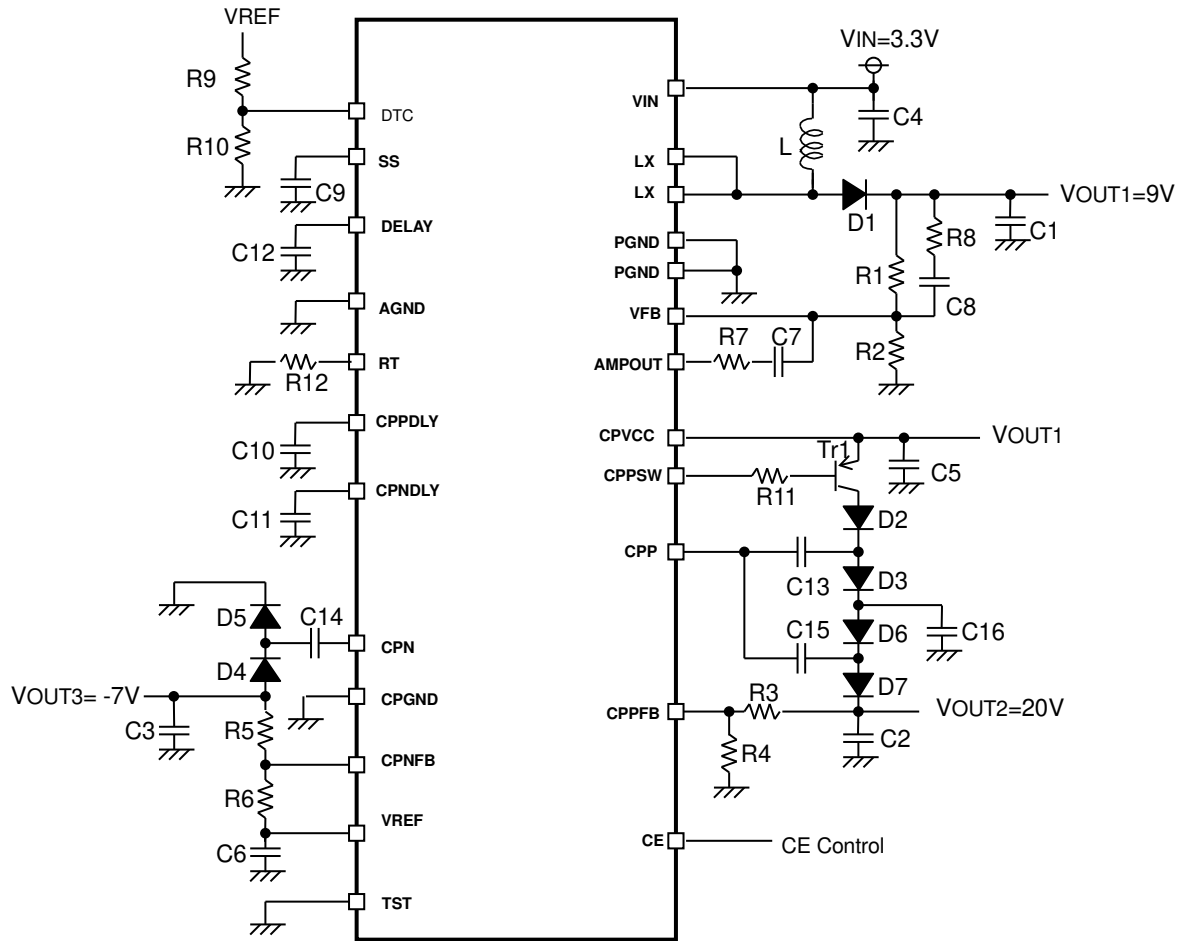 VREF
R9
R10
DTC
SS
C9
DELAY
C12
AGND
RT
R12
CPPDLY
C10
CPNDLY
C11
D5
C14
CPN
D4
VOUT3= -7V
CPGND
C3
R5
CPNFB
R6
VREF
C6
TST
VIN=3.3V
VIN
C4
L
LX
LX
D1
VOUT1=9V
C1
R8
PGND
PGND
R1
C8
VFB
R7
C7
R2
AMPOUT
CPVCC
VOUT1
Tr1
C5
CPPSW
R11
D2
CPP
C13
D3
C15
D6
C16
D7
R3
CPPFB
VOUT2=20V
R4
C2
CE
CE Control